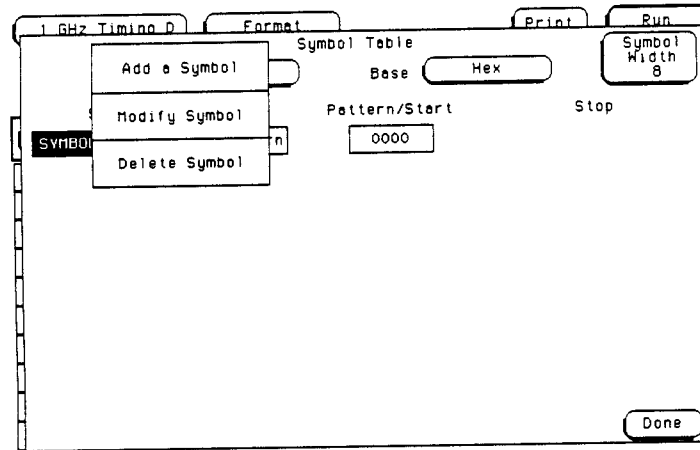 1 GHz Timing D Format Print Run
Symbol Table
Symbol
Width
8
Base Hex
Add a Symbol
Modify Symbol
Delete Symbol
Pattern/Start Stop
SYMBOL
0000
Done